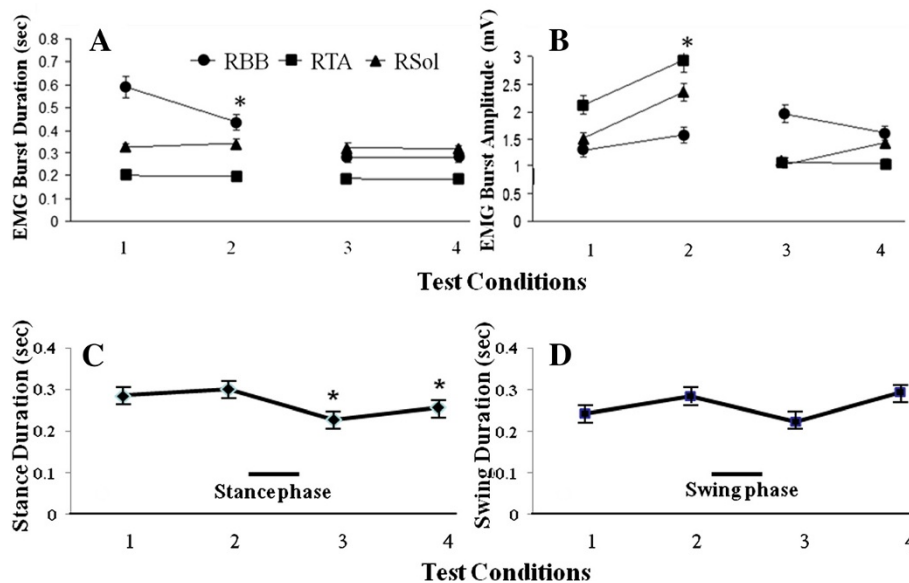 A
RBB RTA RSol
EMG Burst Duration (sec)
0.8
0.7
0.6
0.5
0.4
0.3
0.2
0.1
0
*
1 2 3 4
B
EMG Burst Amplitude (mV)
3
2.5
2
1.5
1
0.5
0
*
1 2 3 4
Test Conditions
C
Stance Duration (sec)
0.4
0.3
0.2
0.1
0
* *
Stance phase
1 2 3 4
D
Swing Duration (sec)
0.4
0.3
0.2
0.1
0
Swing phase
1 2 3 4
Test Conditions